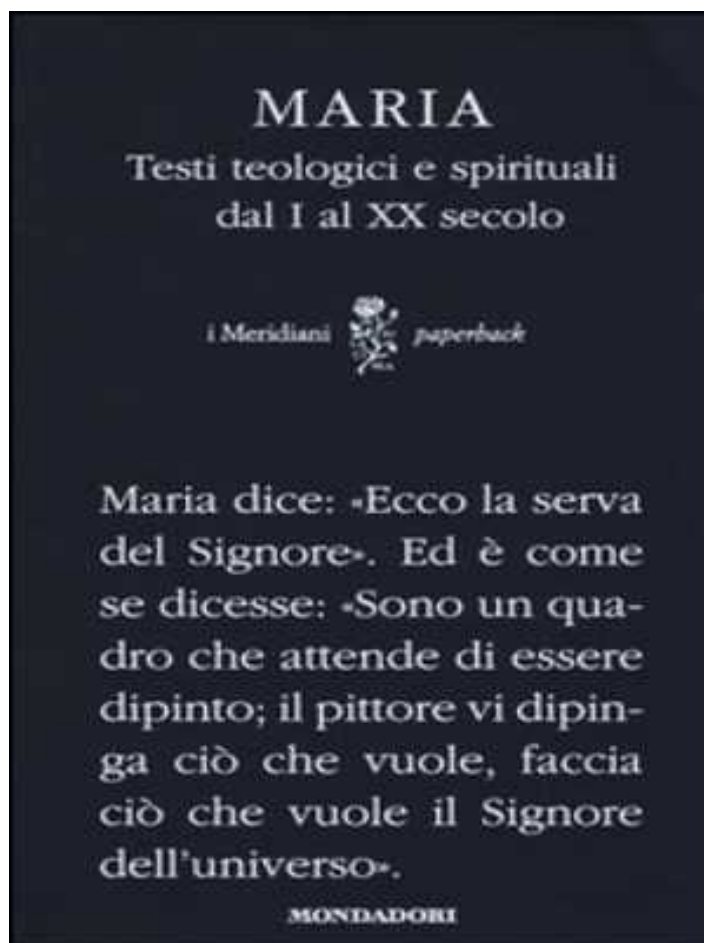 MARIA
Testi teologici e spirituali
dal I al XX secolo
i Meridiani paperback
Maria dice: «Ecco la serva
del Signore». Ed è come
se dicesse: «Sono un qua-
dro che attende di essere
dipinto; il pittore vi dipin-
ga ciò che vuole, faccia
ciò che vuole il Signore
dell'universo».
MONDADORI